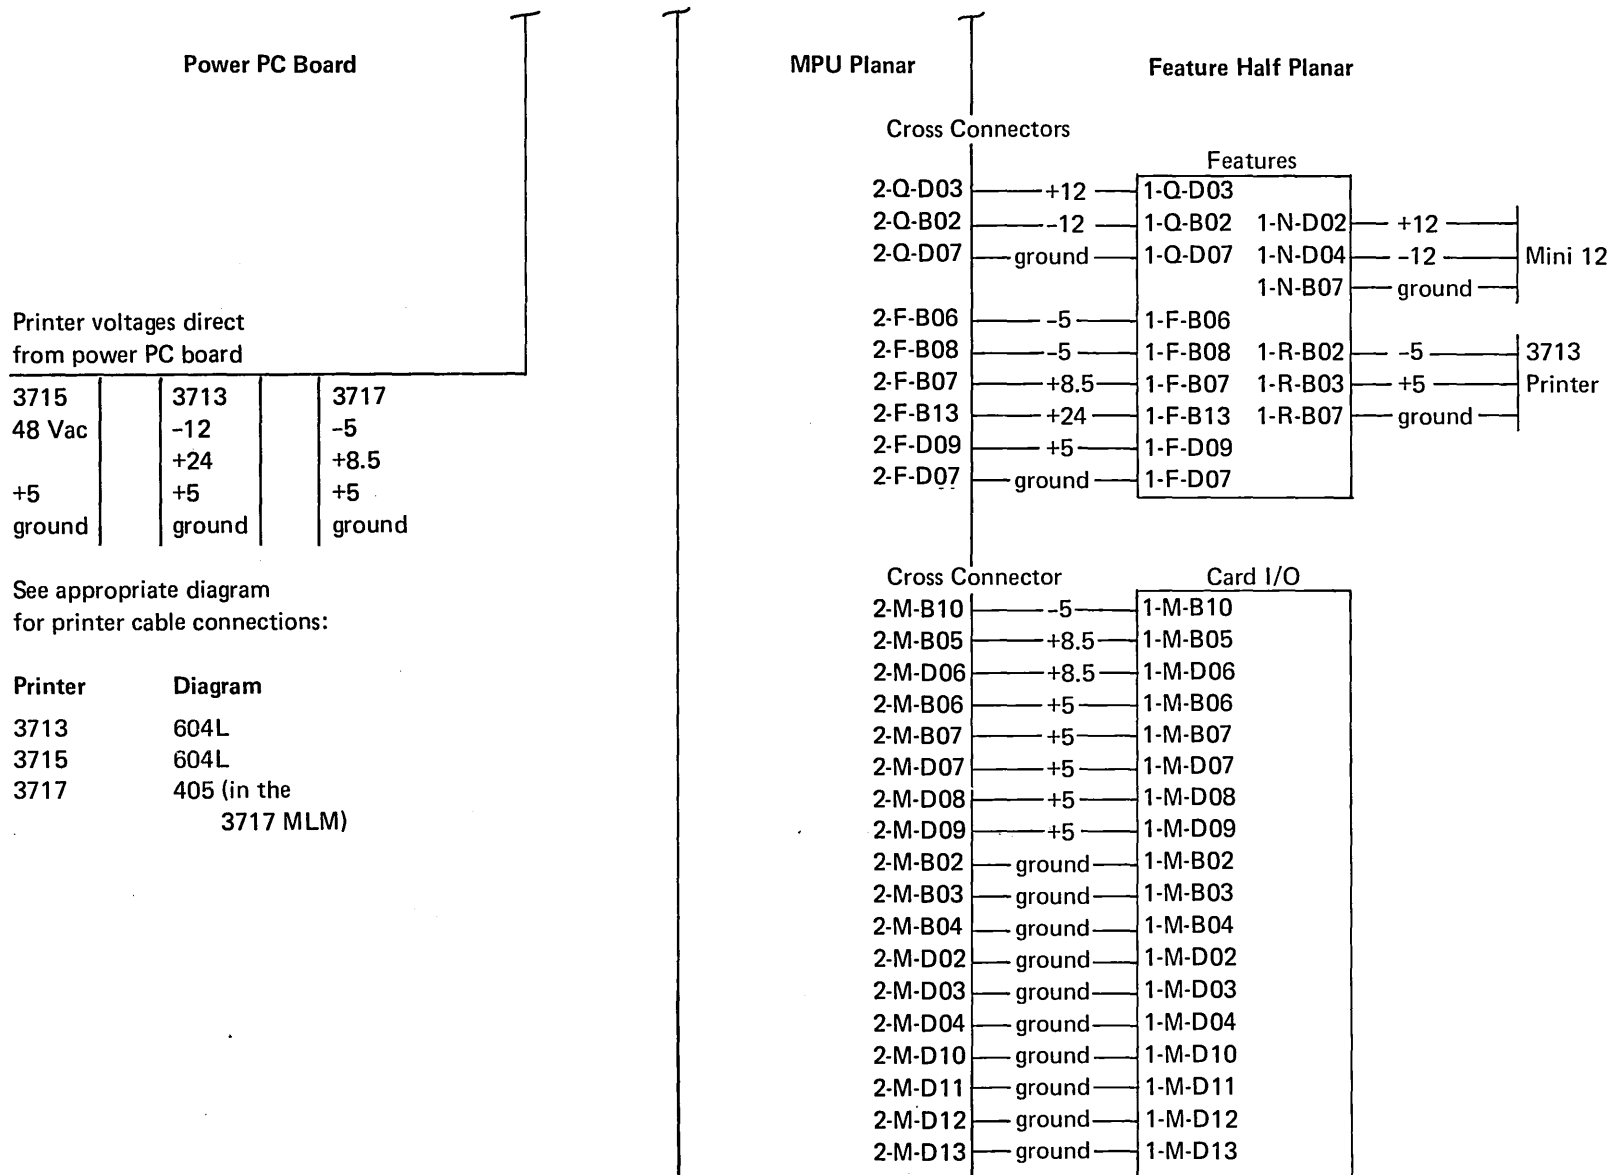 Power PC Board
MPU Planar
Feature Half Planar
Printer voltages direct
from power PC board
3715 3713 3717
48 Vac -12 -5
+24 +8.5
+5 +5 +5
ground ground ground
See appropriate diagram
for printer cable connections:
Printer Diagram
3713 604L
3715 604L
3717 405 (in the
3717 MLM)
Cross Connectors
Features
2-Q-D03 +12 1-Q-D03
2-Q-B02 -12 1-Q-B02 1-N-D02 +12
2-Q-D07 ground 1-Q-D07 1-N-D04 -12 Mini 12
1-N-B07 ground
2-F-B06 -5 1-F-B06
2-F-B08 -5 1-F-B08 1-R-B02 -5 3713
2-F-B07 +8.5 1-F-B07 1-R-B03 +5 Printer
2-F-B13 +24 1-F-B13 1-R-B07 ground
2-F-D09 +5 1-F-D09
2-F-D07 ground 1-F-D07
Cross Connector Card I/O
2-M-B10 -5 1-M-B10
2-M-B05 +8.5 1-M-B05
2-M-D06 +8.5 1-M-D06
2-M-B06 +5 1-M-B06
2-M-B07 +5 1-M-B07
2-M-D07 +5 1-M-D07
2-M-D08 +5 1-M-D08
2-M-D09 +5 1-M-D09
2-M-B02 ground 1-M-B02
2-M-B03 ground 1-M-B03
2-M-B04 ground 1-M-B04
2-M-D02 ground 1-M-D02
2-M-D03 ground 1-M-D03
2-M-D04 ground 1-M-D04
2-M-D10 ground 1-M-D10
2-M-D11 ground 1-M-D11
2-M-D12 ground 1-M-D12
2-M-D13 ground 1-M-D13